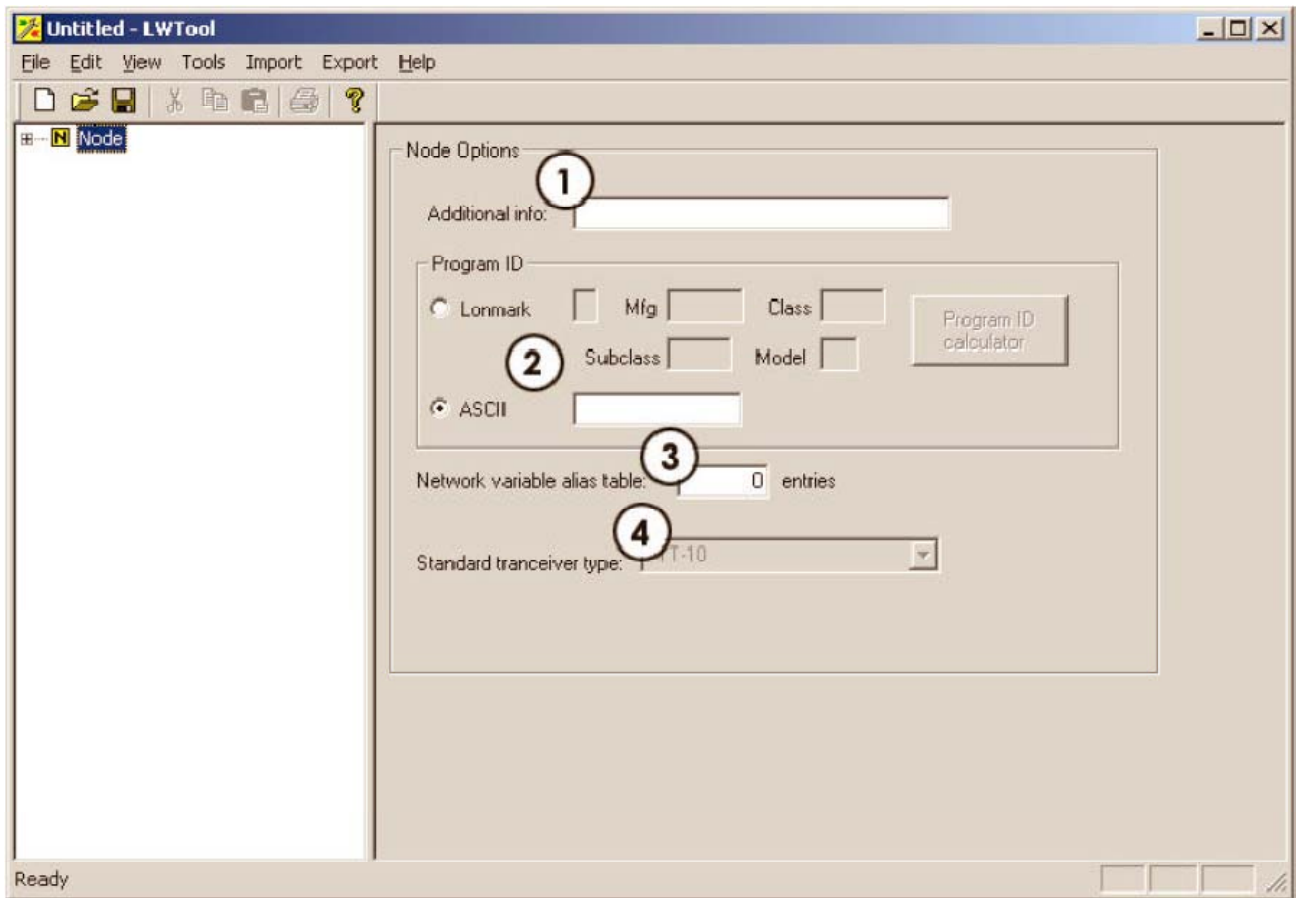 Untitled - LWTool
File Edit View Tools Import Export Help
N Node
Node Options
1
Additional info:
Program ID
Lonmark Mfg Class Program ID
calculator
2 Subclass Model
ASCII
3
Network variable alias table: 0 entries
4
Standard tranceiver type: TT-10
Ready